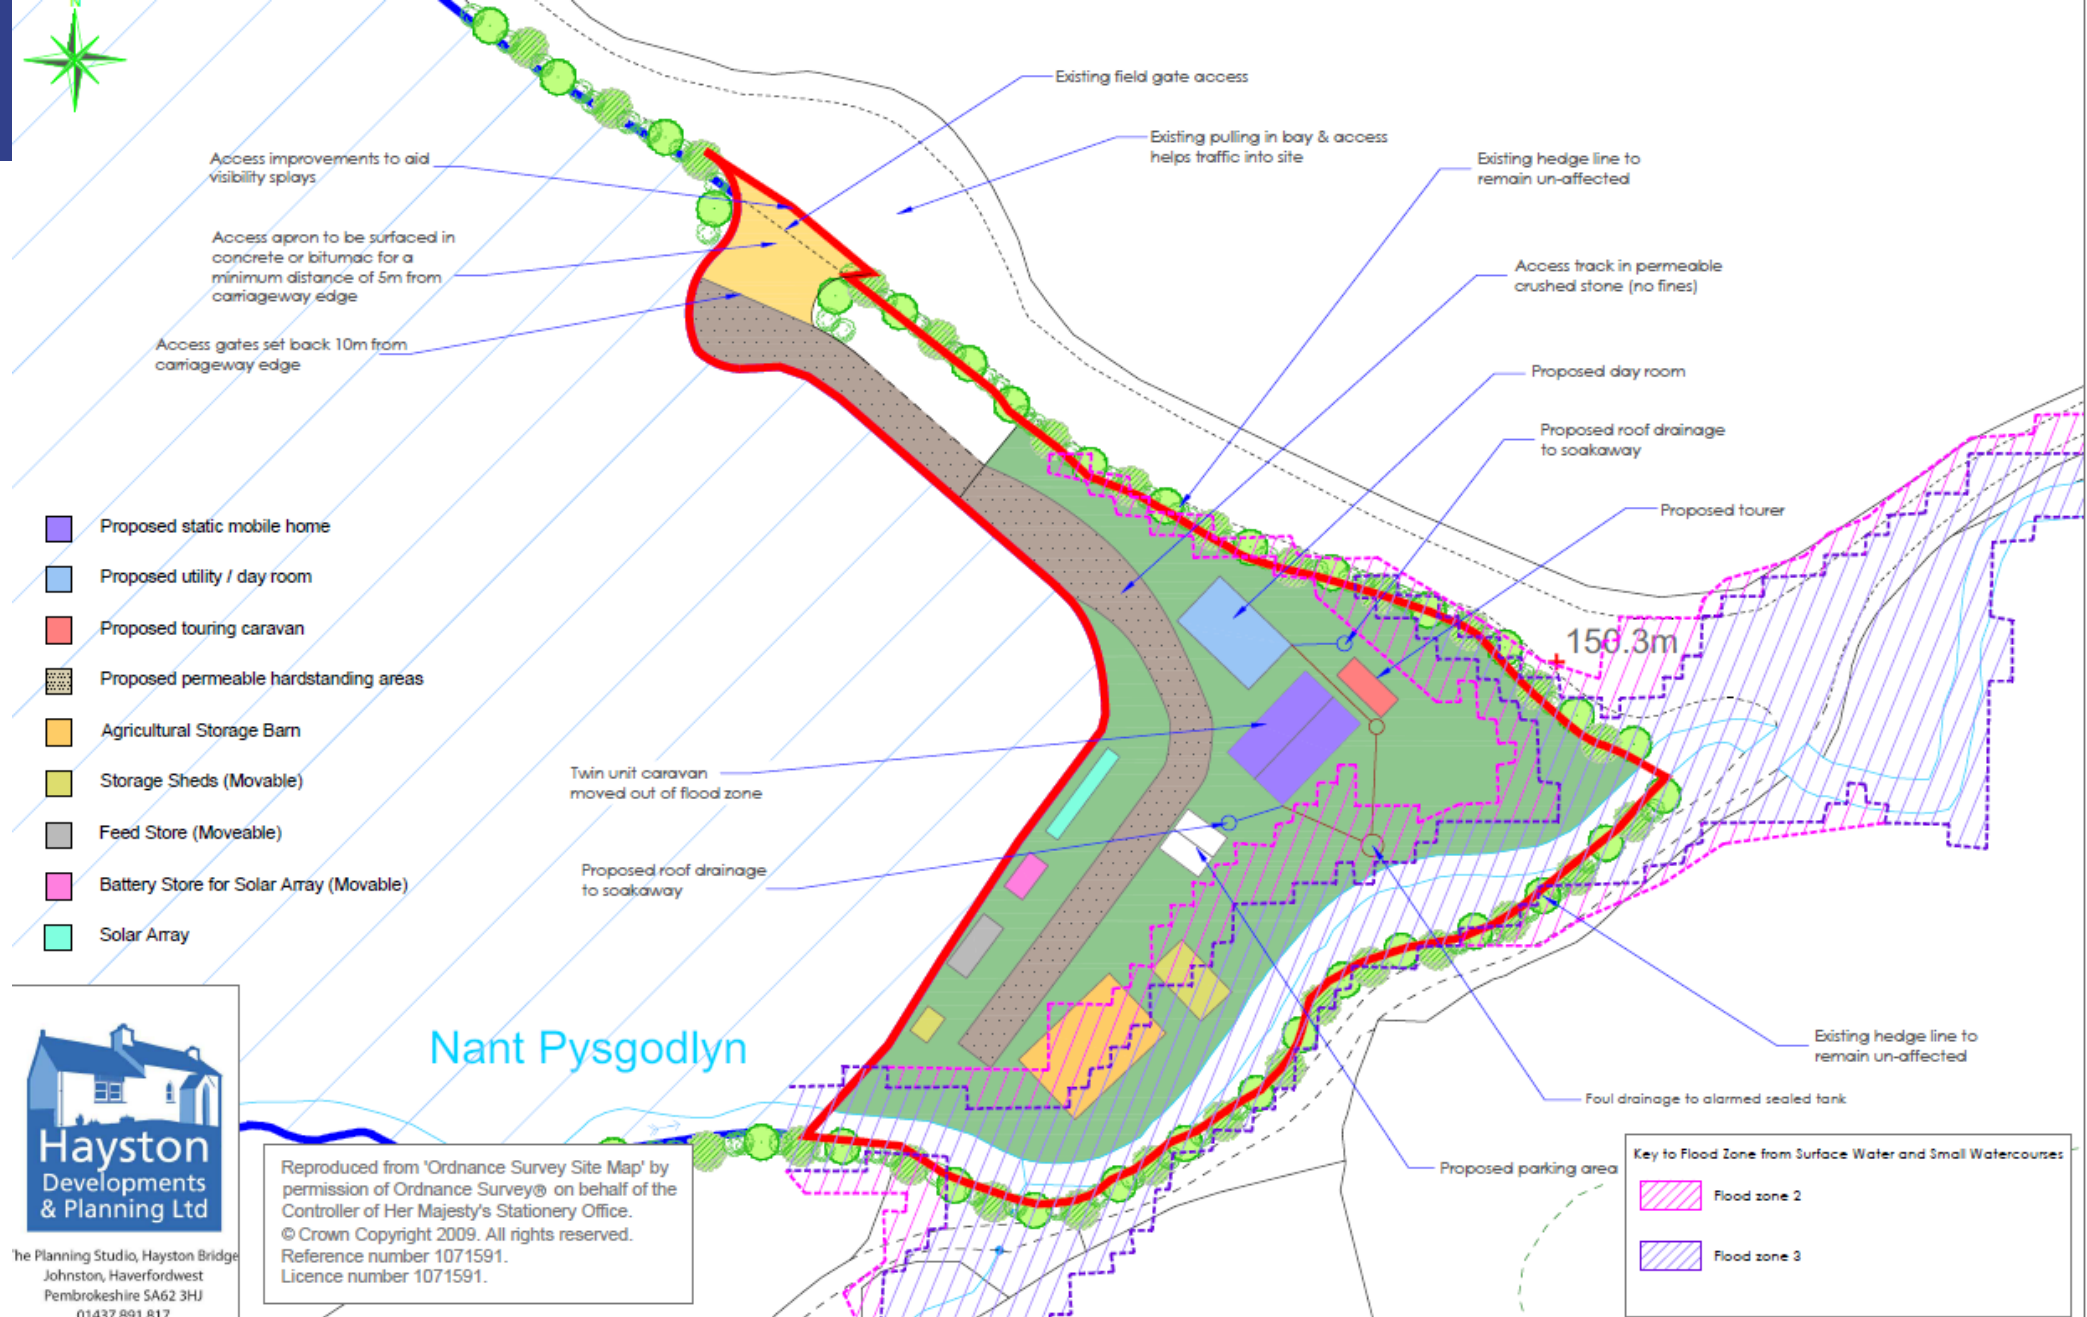 N
Existing field gate access
Existing pulling in bay & access
helps traffic into site
Existing hedge line to
remain un-affected
Access improvements to aid
visibility splays
Access apron to be surfaced in
concrete or bitumac for a
minimum distance of 5m from
carriageway edge
Access gates set back 10m from
carriageway edge
Access track in permeable
crushed stone (no fines)
Proposed day room
Proposed roof drainage
to soakaway
Proposed tourer
150.3m
Proposed static mobile home
Proposed utility / day room
Proposed touring caravan
Proposed permeable hardstanding areas
Agricultural Storage Barn
Storage Sheds (Movable)
Feed Store (Moveable)
Battery Store for Solar Array (Movable)
Solar Array
Twin unit caravan
moved out of flood zone
Proposed roof drainage
to soakaway
Nant Pysgodlyn
Existing hedge line to
remain un-affected
Foul drainage to alarmed sealed tank
Proposed parking area
Key to Flood Zone from Surface Water and Small Watercourses
Flood zone 2
Flood zone 3
Hayston
Developments
& Planning Ltd
he Planning Studio, Hayston Bridge
Johnston, Haverfordwest
Pembrokeshire SA62 3HJ
01437 891 817
Reproduced from 'Ordnance Survey Site Map' by
permission of Ordnance Survey® on behalf of the
Controller of Her Majesty's Stationery Office.
© Crown Copyright 2009. All rights reserved.
Reference number 1071591.
Licence number 1071591.